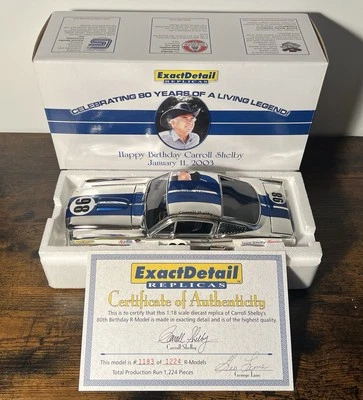 ExactDetail
REPLICAS
CELEBRATING 80 YEARS OF A LIVING LEGEND!
Happy Birthday Carroll Shelby
January 11, 2003
98
98
ExactDetail
REPLICAS
Certificate of Authenticity
This is to certify that this 1:18 scale diecast replica of Carroll Shelby's
80th Birthday R-Model is made in exacting detail and is of the highest quality.
Carroll Shelby
Carroll Shelby
This model is # 1183 of 1224 R-Models
Total Production Run 1,224 Pieces